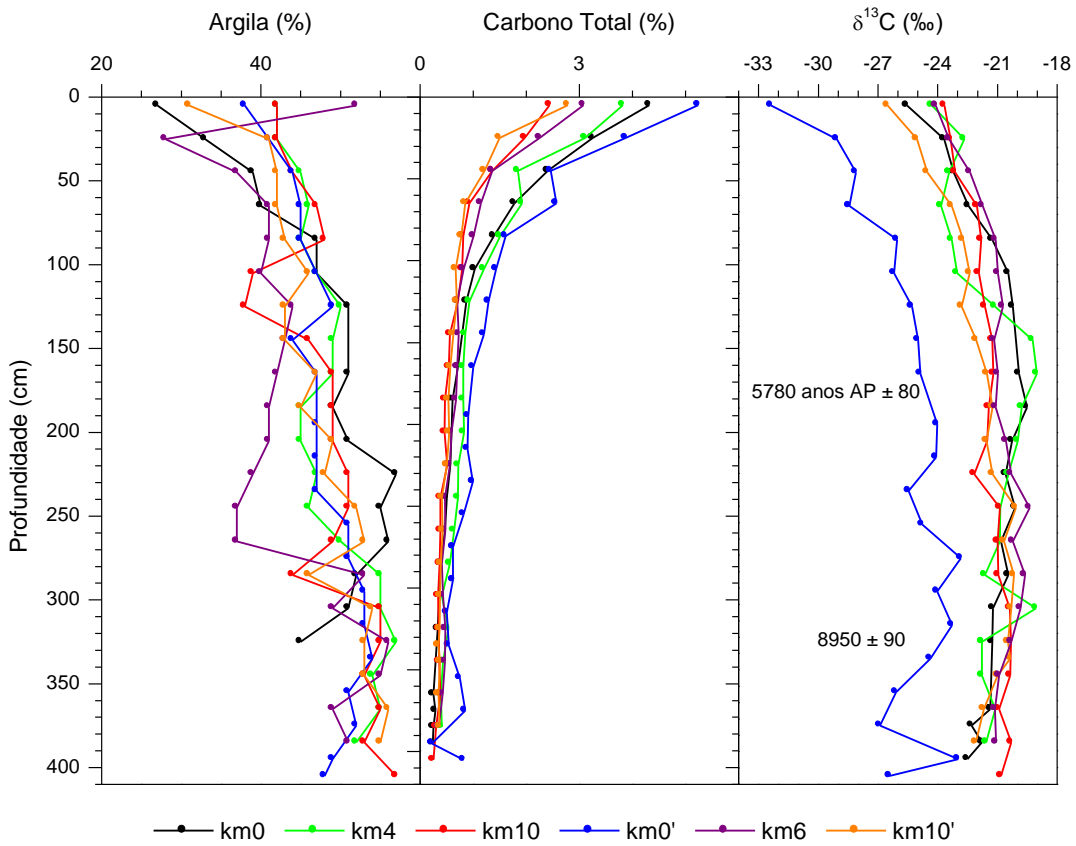 Argila (%) Carbono Total (%) δ13C (‰)
20 40 0 3 -33 -30 -27 -24 -21 -18
0
50
100
150
5780 anos AP ± 80
200
250
300
8950 ± 90
350
400
Profundidade (cm)
km0 km4 km10 km0' km6 km10'